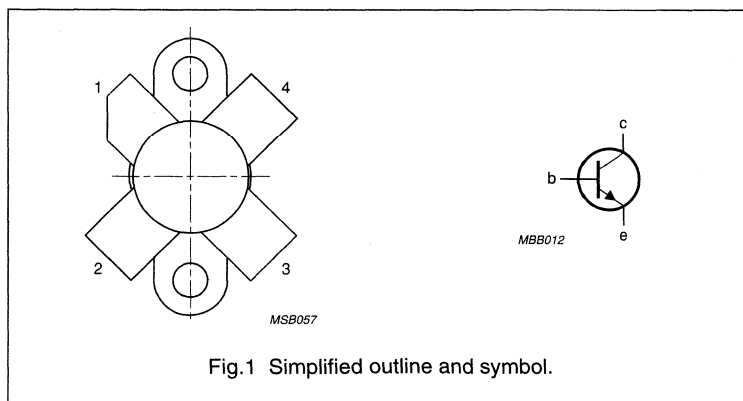 1
4
c
b
MBB012
e
2
3
MSB057
Fig.1 Simplified outline and symbol.